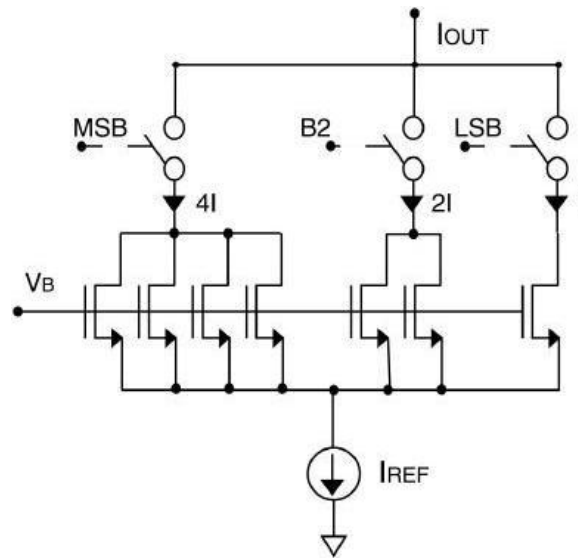 IOUT
MSB
B2
LSB
4I
2I
VB
IREF